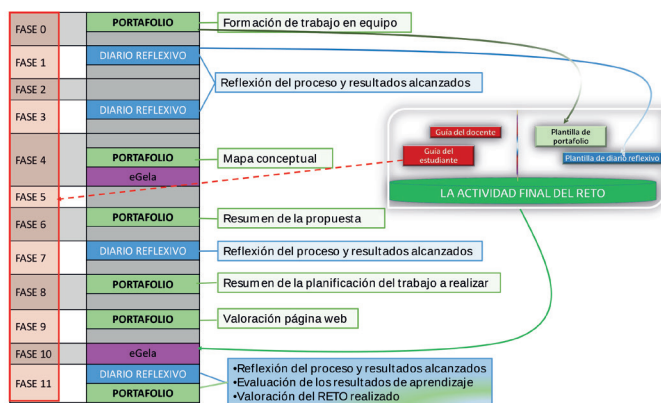 FASE 0
PORTAFOLIO
Formación de trabajo en equipo
FASE 1
DIARIO REFLEXIVO
Reflexión del proceso y resultados alcanzados
FASE 2
FASE 3
DIARIO REFLEXIVO
FASE 4
PORTAFOLIO
Mapa conceptual
eGela
FASE 5
FASE 6
PORTAFOLIO
Resumen de la propuesta
FASE 7
DIARIO REFLEXIVO
Reflexión del proceso y resultados alcanzados
FASE 8
PORTAFOLIO
Resumen de la planificación del trabajo a realizar
FASE 9
PORTAFOLIO
Valoración página web
FASE 10
eGela
FASE 11
DIARIO REFLEXIVO
PORTAFOLIO
•Reflexión del proceso y resultados alcanzados
•Evaluación de los resultados de aprendizaje
•Valoración del RETO realizado
Guía del docente
Guía del
estudiante
Plantilla de
portafolio
Plantilla de diario reflexivo
LA ACTIVIDAD FINAL DEL RETO